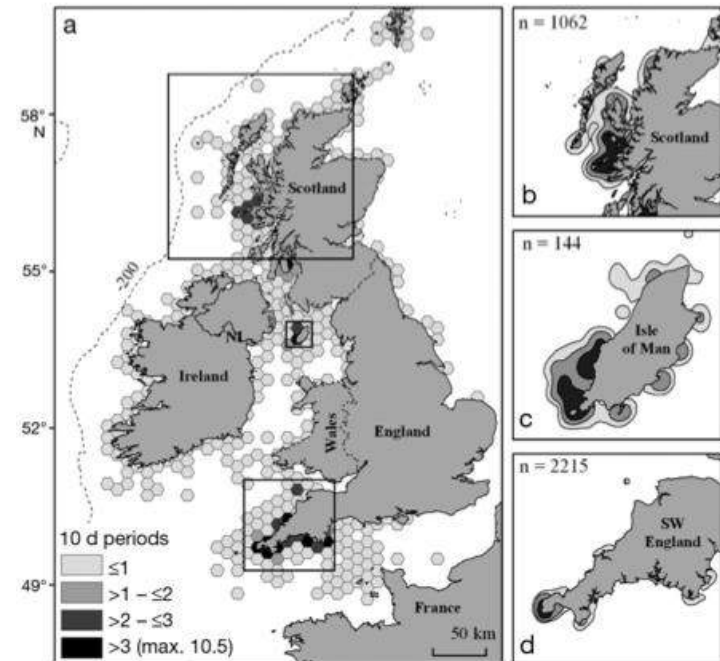 a
58°
N
55°
52°
49°
Scotland
-200
NI
Ireland
Wales
England
France
10 d periods
≤1
>1 – ≤2
>2 – ≤3
>3 (max. 10.5)
50 km
n = 1062
Scotland
b
n = 144
Isle
of Man
c
n = 2215
SW
England
d